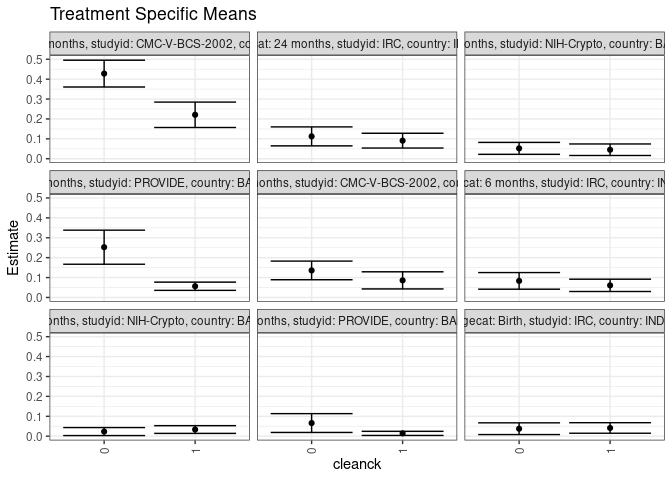 Treatment Specific Means
months, studyid: CMC-V-BCS-2002, co
at: 24 months, studyid: IRC, country: I
onths, studyid: NIH-Crypto, country: BA
0.5
0.4
0.3
0.2
0.1
0.0
months, studyid: PROVIDE, country: BA
onths, studyid: CMC-V-BCS-2002, cou
cat: 6 months, studyid: IRC, country: IN
0.5
0.4
0.3
0.2
0.1
0.0
onths, studyid: NIH-Crypto, country: BA
onths, studyid: PROVIDE, country: BA
gecat: Birth, studyid: IRC, country: IND
0.5
0.4
0.3
0.2
0.1
0.0
Estimate
0
1
0
1
0
1
cleanck